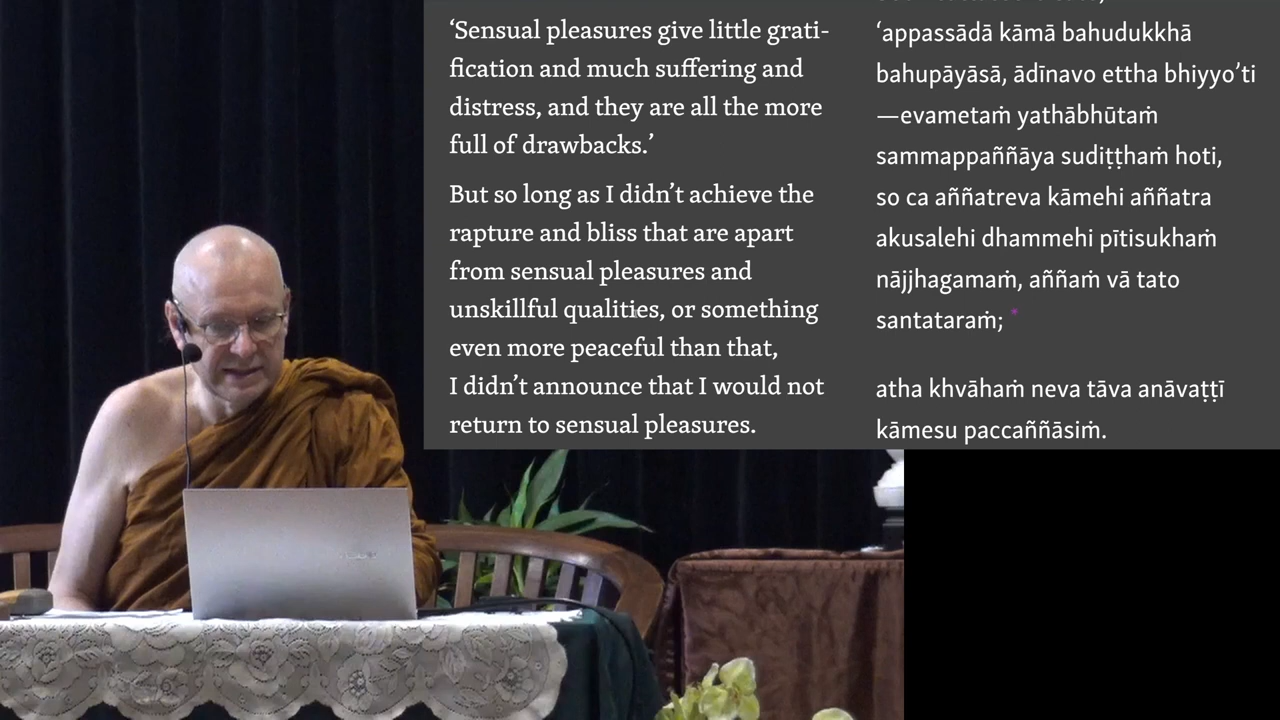 ‘Sensual pleasures give little grati-
fication and much suffering and
distress, and they are all the more
full of drawbacks.’
But so long as I didn’t achieve the
rapture and bliss that are apart
from sensual pleasures and
unskillful qualities, or something
even more peaceful than that,
I didn’t announce that I would not
return to sensual pleasures.
‘appassādā kāmā bahudukkhā
bahupāyāsā, ādīnavo ettha bhiyyo’ti
—evametaṁ yathābhūtaṁ
sammappaññāya sudiṭṭhaṁ hoti,
so ca aññatreva kāmehi aññatra
akusalehi dhammehi pītisukhaṁ
nājjhagamaṁ, aññaṁ vā tato
santataraṁ; *
atha khvāhaṁ neva tāva anāvaṭṭī
kāmesu paccaññāsiṁ.